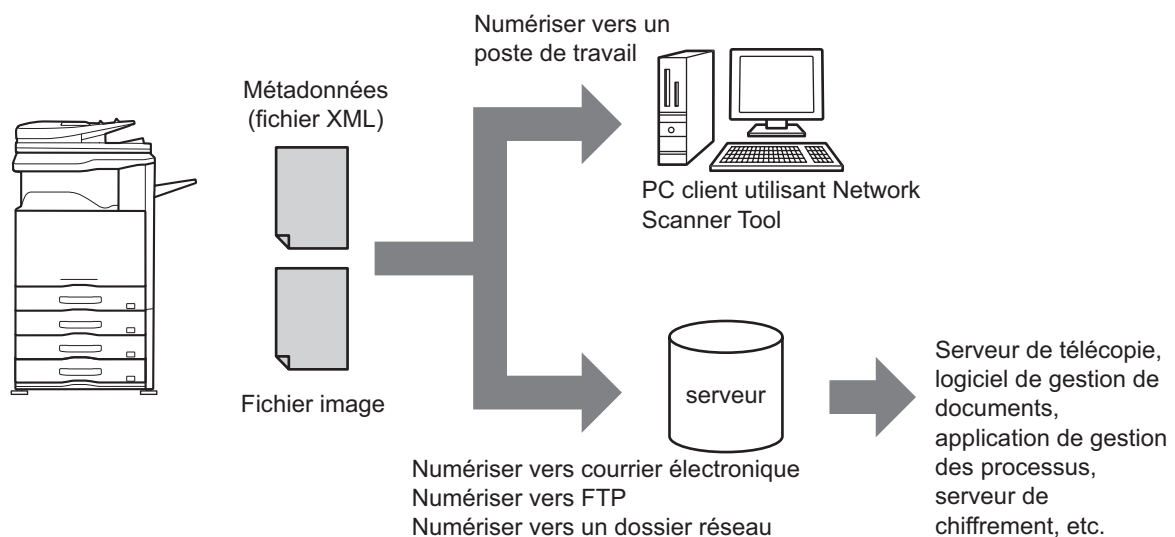 Numériser vers un
poste de travail
Métadonnées
(fichier XML)
PC client utilisant Network
Scanner Tool
Fichier image
serveur
Numériser vers courrier électronique
Numériser vers FTP
Numériser vers un dossier réseau
Serveur de télécopie,
logiciel de gestion de
documents,
application de gestion
des processus,
serveur de
chiffrement, etc.